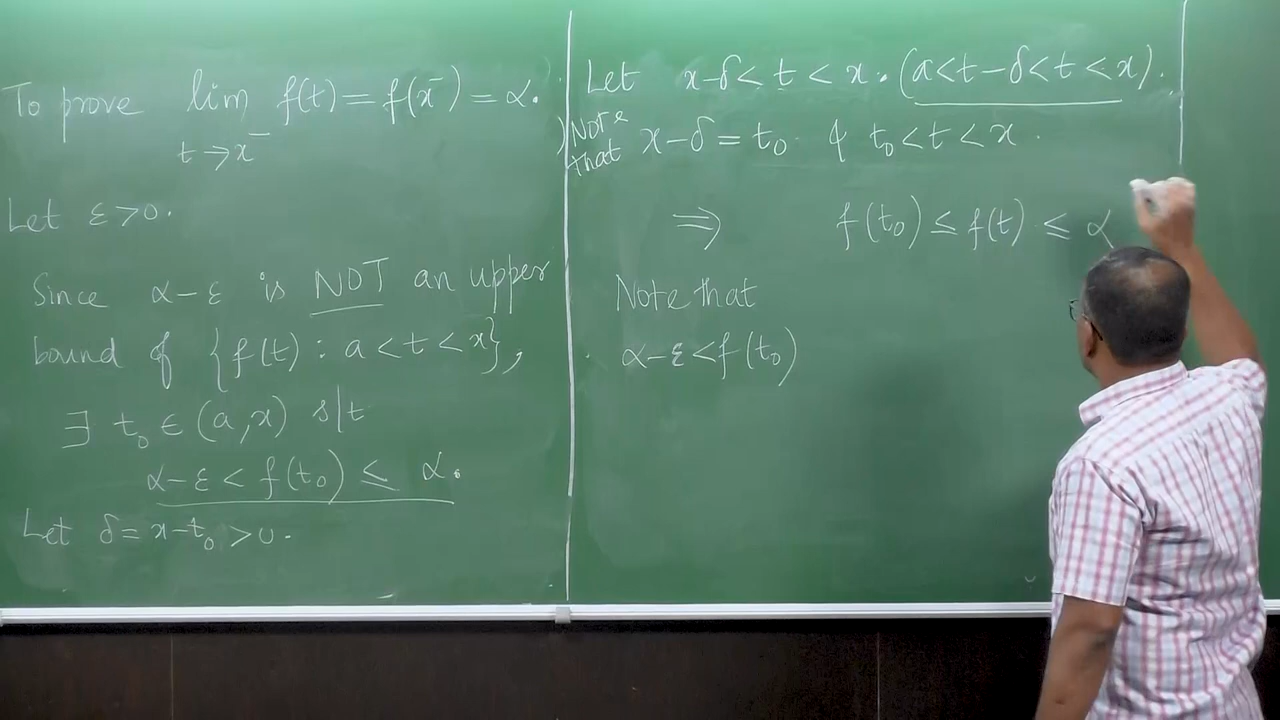 To prove lim f(t) = f(x⁻) = α.
t → x⁻
Let ε > 0.
Since α − ε is NOT an upper
bound of {f(t) : a < t < x},
∃ t₀ ∈ (a, x) s|t
α − ε < f(t₀) ≤ α.
Let δ = x − t₀ > 0.
Let x − δ < t < x. (a < t − δ < t < x).
Note that x − δ = t₀ & t₀ < t < x.
⇒ f(t₀) ≤ f(t) ≤ α
Note that
α − ε < f(t₀)